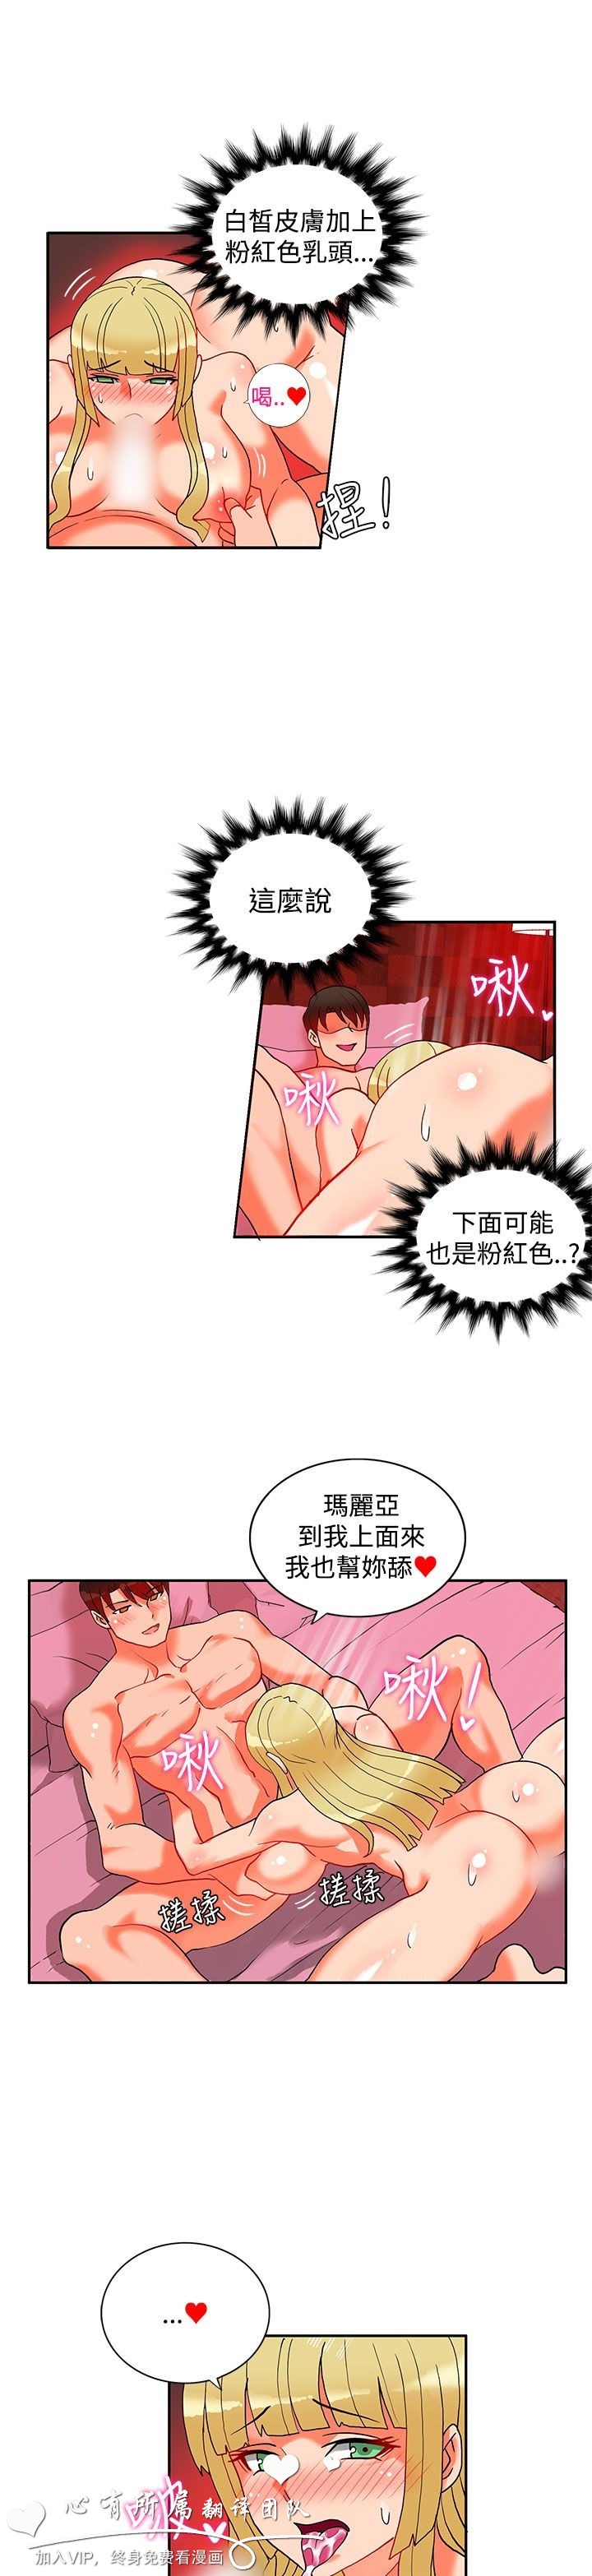 白皙皮膚加上
粉紅色乳頭...
喝..♥
捏!
這麼說
啾
啾
下面可能
也是粉紅色..?
瑪麗亞
到我上面來
我也幫妳舔♥
啾!
啾
搓揉
搓揉
...♥
啵
心有所属翻译团队
加入VIP，终身免费看漫画